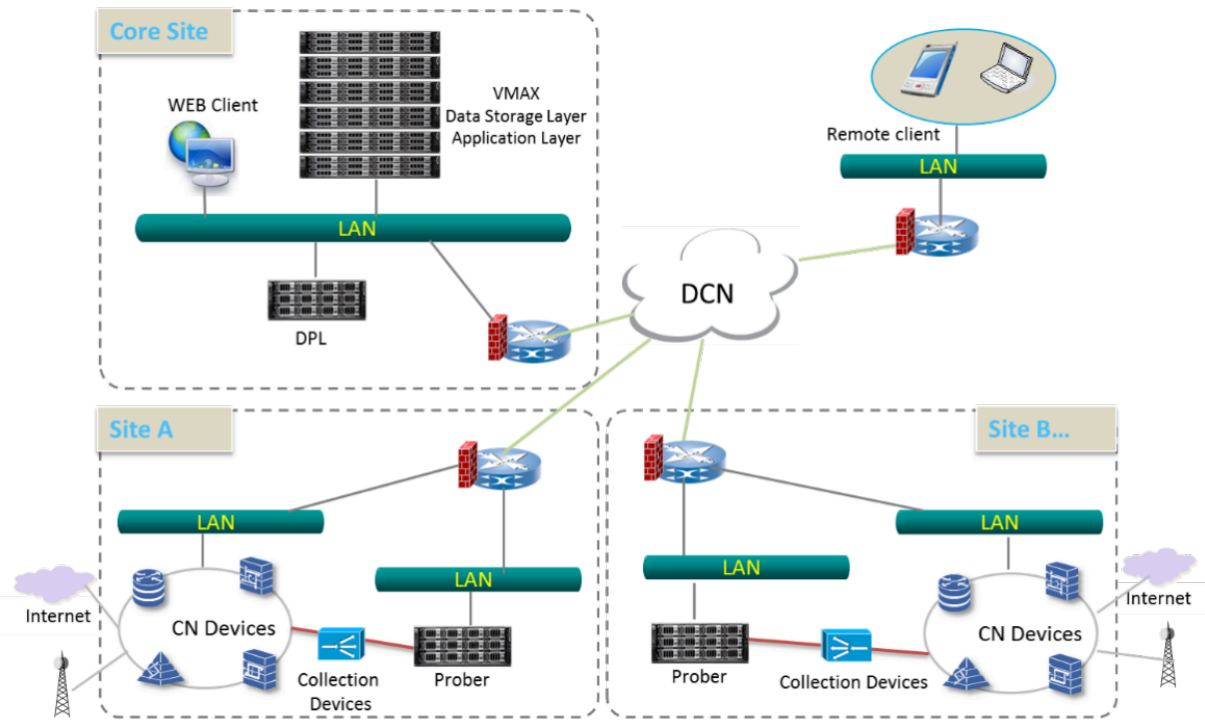 Core Site
WEB Client
VMAX
Data Storage Layer
Application Layer
LAN
DPL
Remote client
LAN
DCN
Site A
LAN
LAN
Internet
CN Devices
Collection
Devices
Prober
Site B...
LAN
LAN
Internet
CN Devices
Prober
Collection Devices